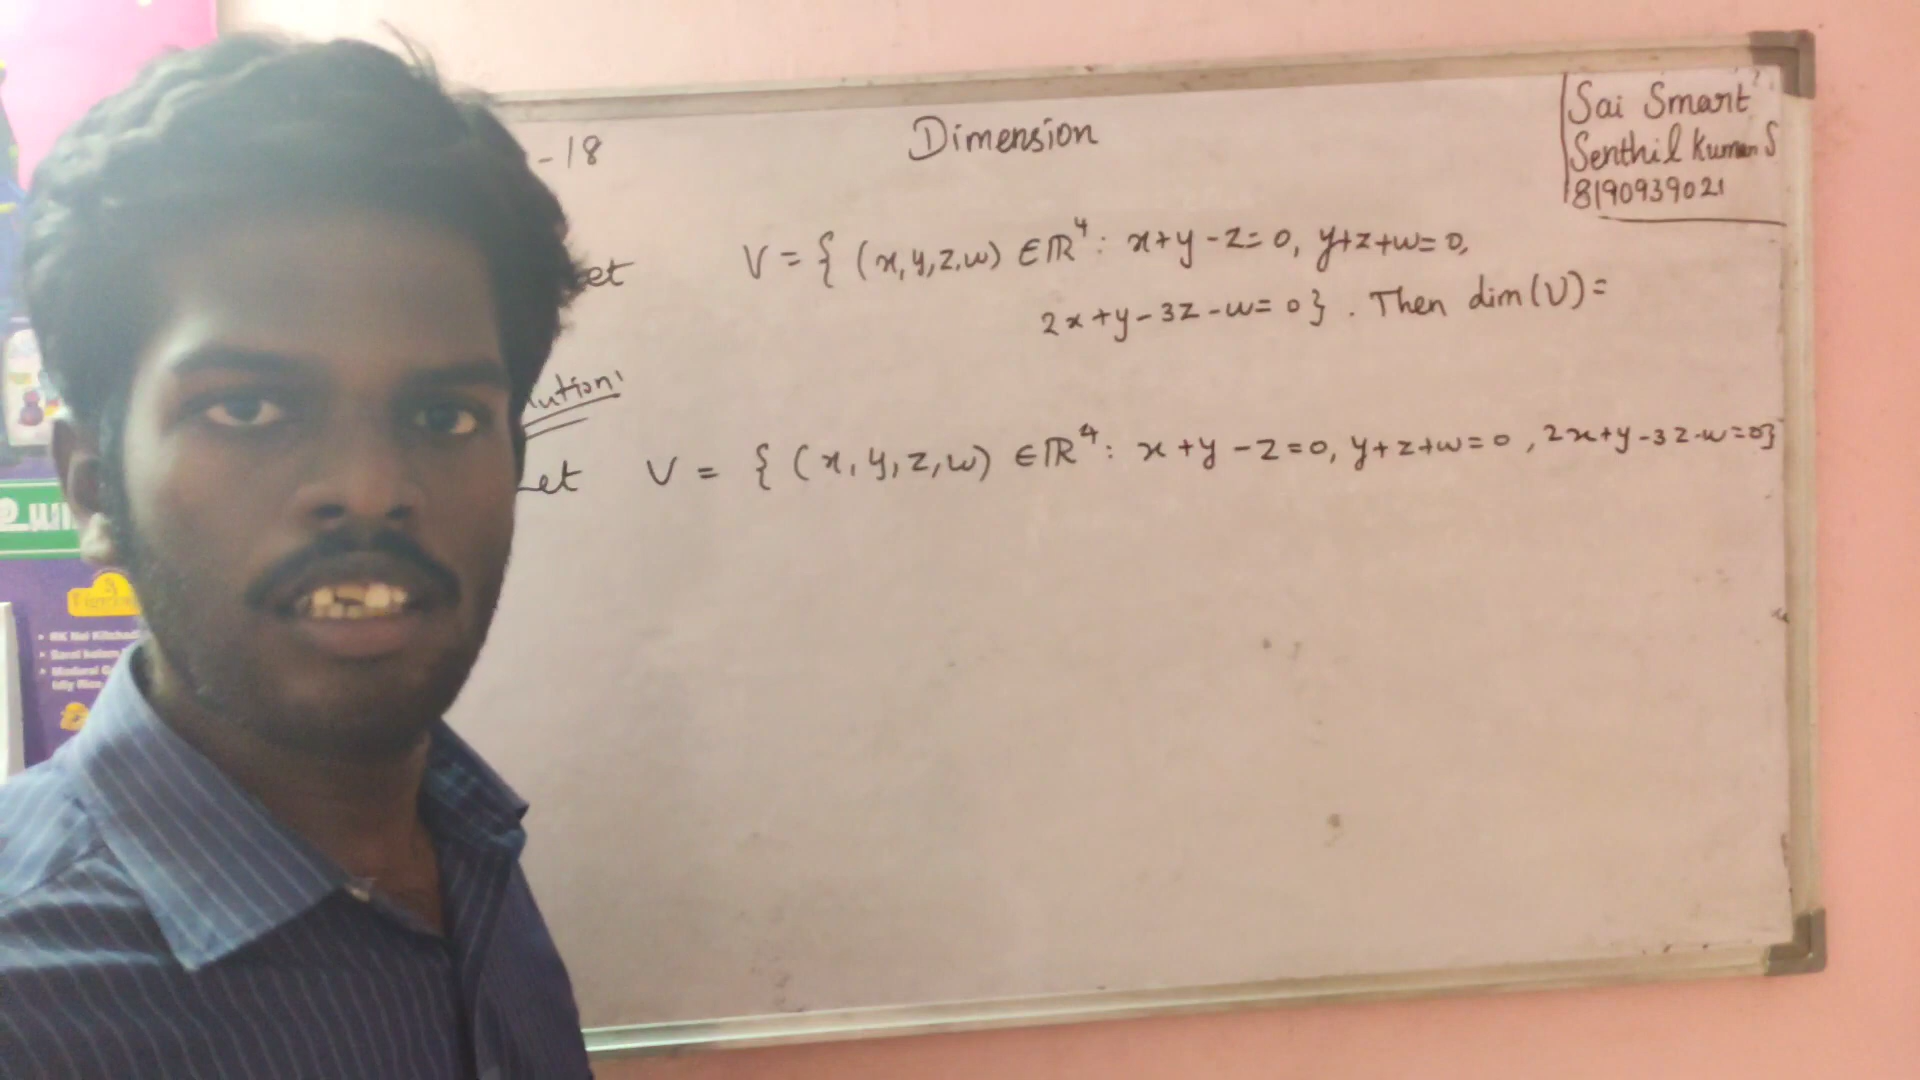 -18
Dimension
Sai Smart
Senthil Kumar S
8190939021
et V = { (x, y, z, w) ∈ ℝ⁴ : x+y-z=0, y+z+w=0,
2x+y-3z-w=0} . Then dim(V) =
ution:
Let V = { (x, y, z, w) ∈ ℝ⁴ : x+y-z=0, y+z+w=0, 2x+y-3z-w=0}